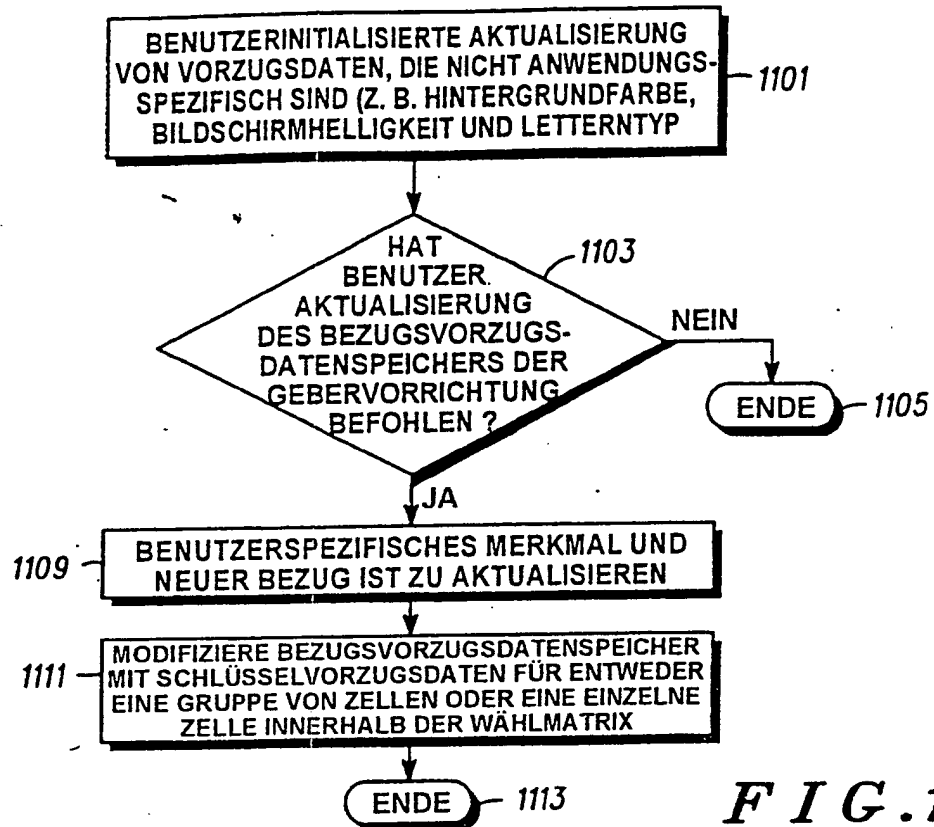 BENUTZERINITIALISIERTE AKTUALISIERUNG
VON VORZUGSDATEN, DIE NICHT ANWENDUNGS-
SPEZIFISCH SIND (Z. B. HINTERGRUNDFARBE,
BILDSCHIRMHELLIGKEIT UND LETTERNTYP
1101
HAT
BENUTZER.
AKTUALISIERUNG
DES BEZUGSVORZUGS-
DATENSPEICHERS DER
GEBERVORRICHTUNG
BEFOHLEN ?
1103
NEIN
ENDE
1105
JA
1109
BENUTZERSPEZIFISCHES MERKMAL UND
NEUER BEZUG IST ZU AKTUALISIEREN
1111
MODIFIZIERE BEZUGSVORZUGSDATENSPEICHER
MIT SCHLÜSSELVORZUGSDATEN FÜR ENTWEDER
EINE GRUPPE VON ZELLEN ODER EINE EINZELNE
ZELLE INNERHALB DER WÄHLMATRIX
ENDE
1113
FIG.